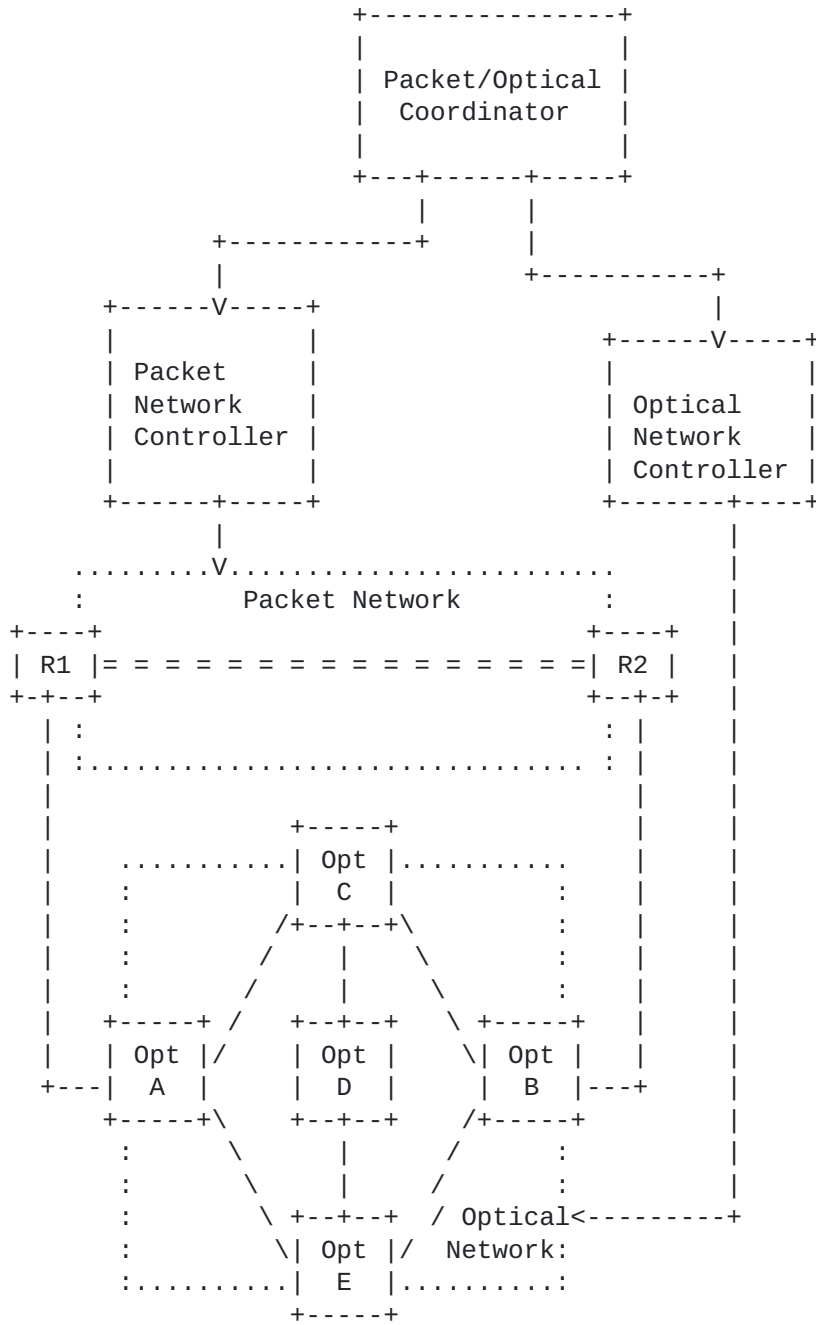 Packet/Optical
Coordinator
Packet
Network
Controller
Optical
Network
Controller
Packet Network
R1
R2
Opt
C
Opt
A
Opt
D
Opt
B
Optical
Network
Opt
E